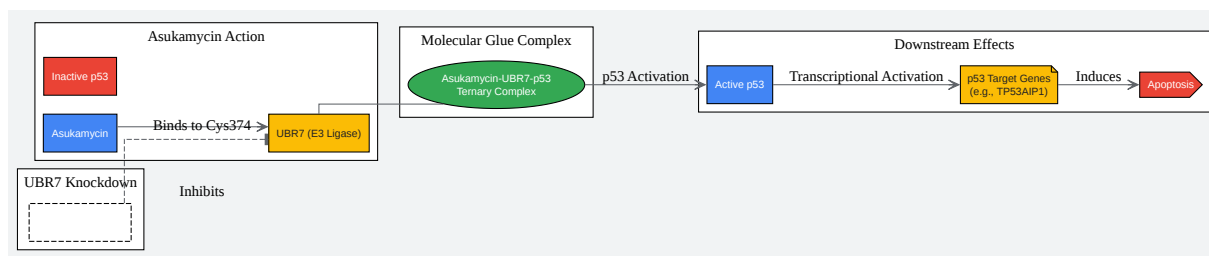 Asukamycin Action
Inactive p53
Asukamycin
Binds to Cys374
UBR7 (E3 Ligase)
Molecular Glue Complex
Asukamycin-UBR7-p53
Ternary Complex
p53 Activation
Downstream Effects
Active p53
Transcriptional Activation
p53 Target Genes
(e.g., TP53AIP1)
Induces
Apoptosis
UBR7 Knockdown
Inhibits